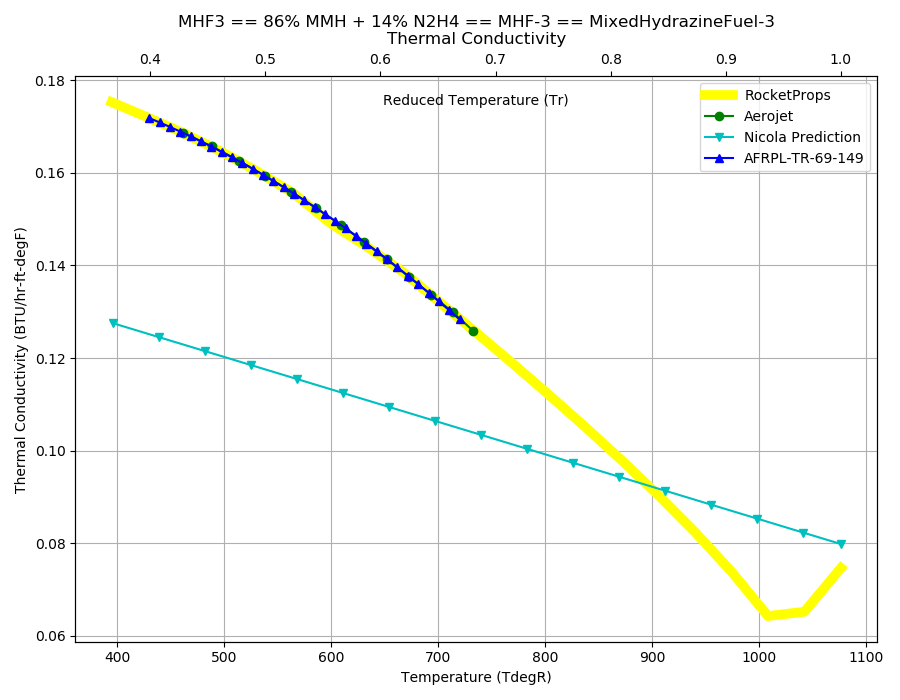 MHF3 == 86% MMH + 14% N2H4 == MHF-3 == MixedHydrazineFuel-3
Thermal Conductivity
0.4 0.5 0.6 0.7 0.8 0.9 1.0
Reduced Temperature (Tr)
RocketProps
Aerojet
Nicola Prediction
AFRPL-TR-69-149
Thermal Conductivity (BTU/hr-ft-degF)
0.18
0.16
0.14
0.12
0.10
0.08
0.06
400 500 600 700 800 900 1000 1100
Temperature (TdegR)